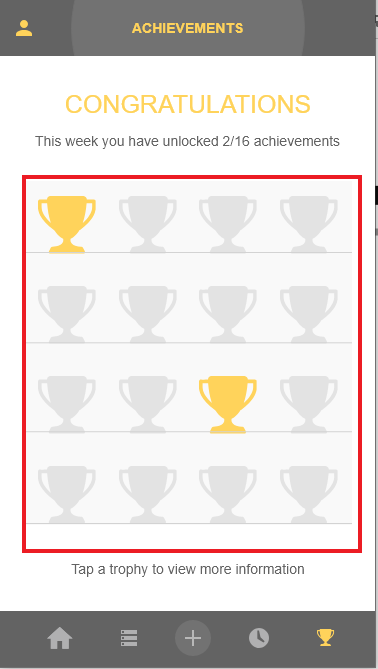 ACHIEVEMENTS
CONGRATULATIONS
This week you have unlocked 2/16 achievements
Tap a trophy to view more information